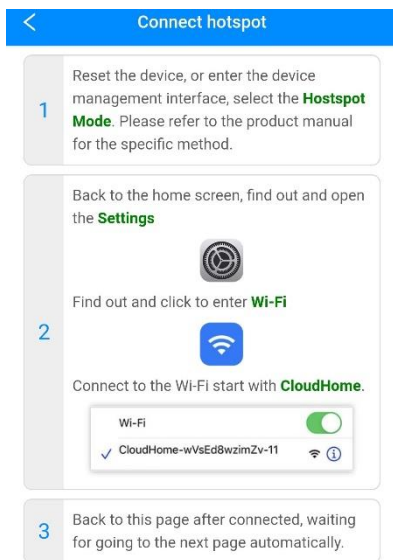 Connect hotspot
1
Reset the device, or enter the device
management interface, select the Hostspot
Mode. Please refer to the product manual
for the specific method.
2
Back to the home screen, find out and open
the Settings
Find out and click to enter Wi-Fi
Connect to the Wi-Fi start with CloudHome.
Wi-Fi
CloudHome-wVsEd8wzimZv-11
3
Back to this page after connected, waiting
for going to the next page automatically.